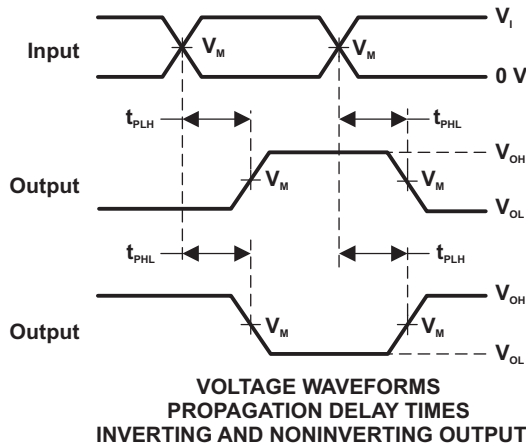 V_I
Input
V_M
V_M
0 V
t_PLH
t_PHL
V_OH
Output
V_M
V_M
V_OL
t_PHL
t_PLH
V_OH
Output
V_M
V_M
V_OL
VOLTAGE WAVEFORMS
PROPAGATION DELAY TIMES
INVERTING AND NONINVERTING OUTPUT